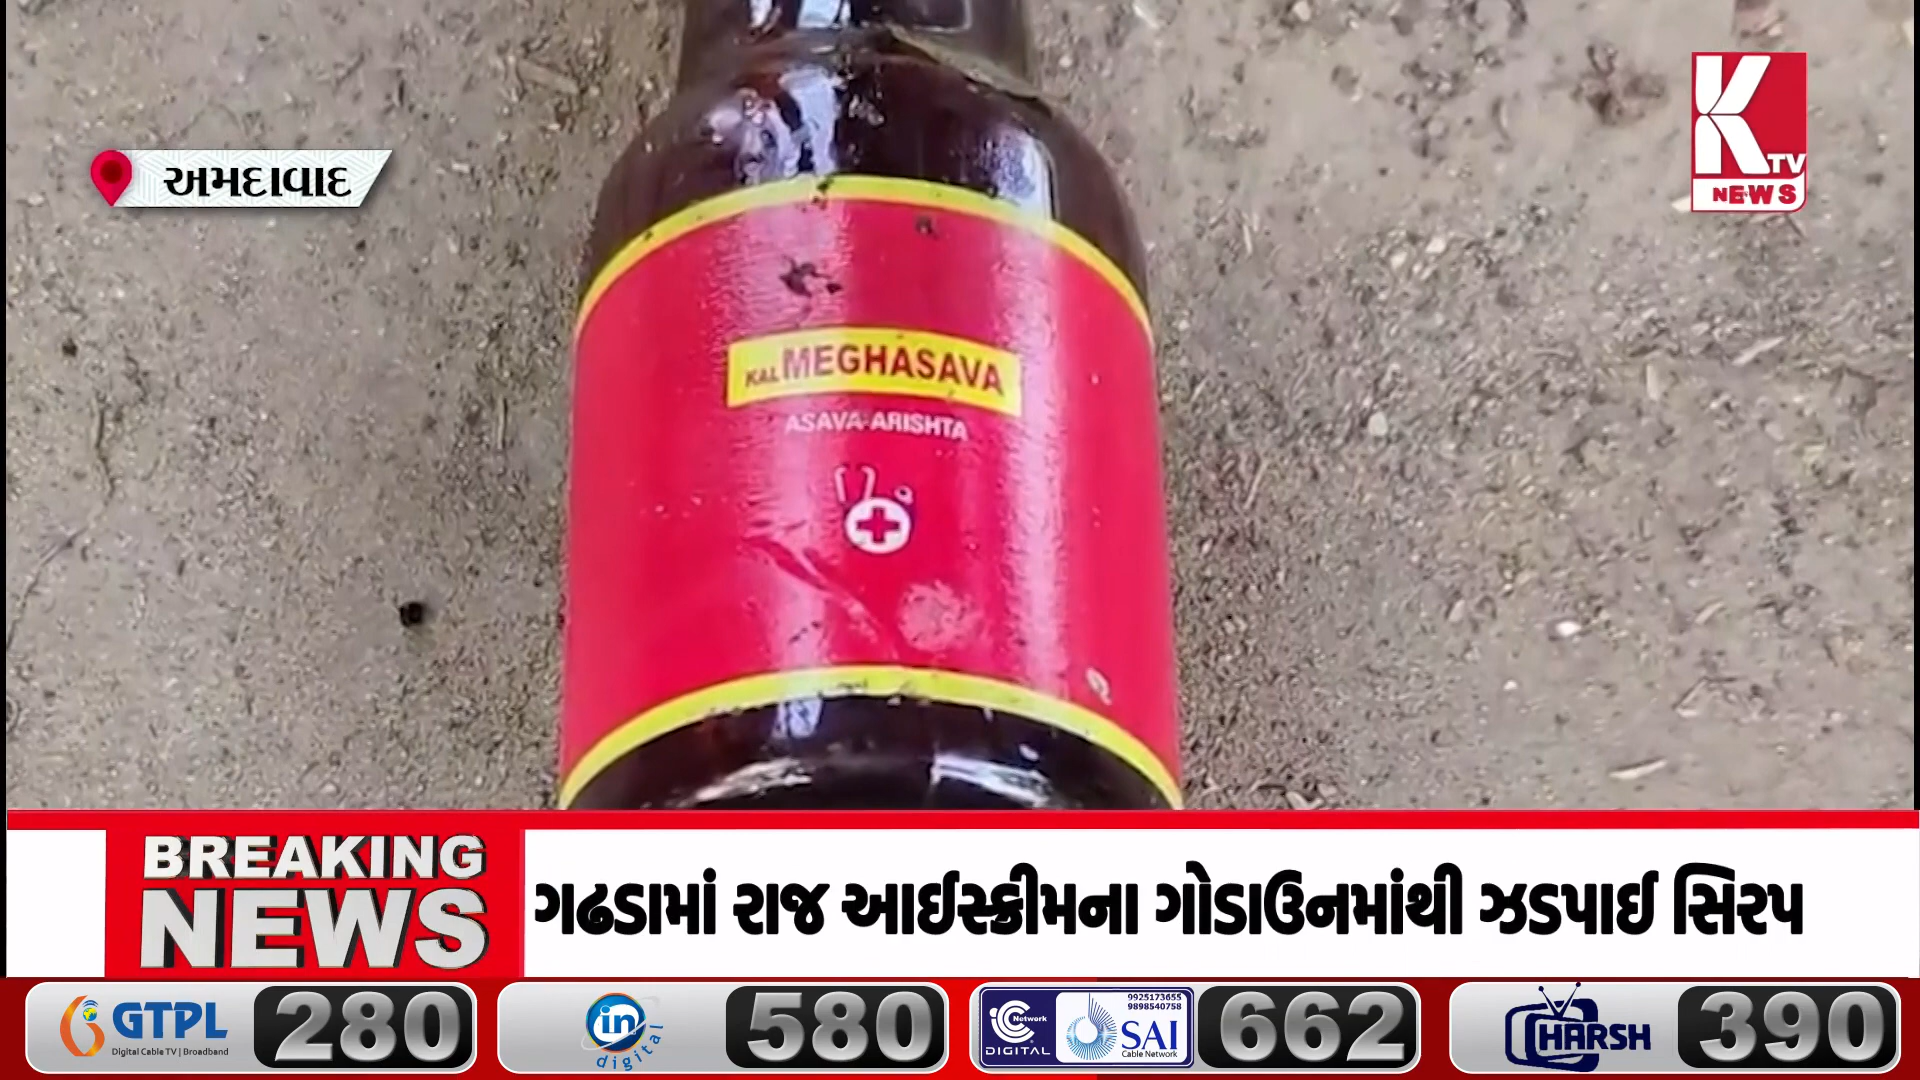 અમદાવાદ
K TV
NEWS
KAL MEGHASAVA
ASAVA-ARISHTA
BREAKING
NEWS
ગઢડામાં રાજ આઈસ્ક્રીમના ગોડાઉનમાંથી ઝડપાઈ સિરપ
GTPL
Digital Cable TV | Broadband
280
in
digital
580
Network
DIGITAL
9925173655
9898540758
SAI
Cable Network
662
HARSH
390